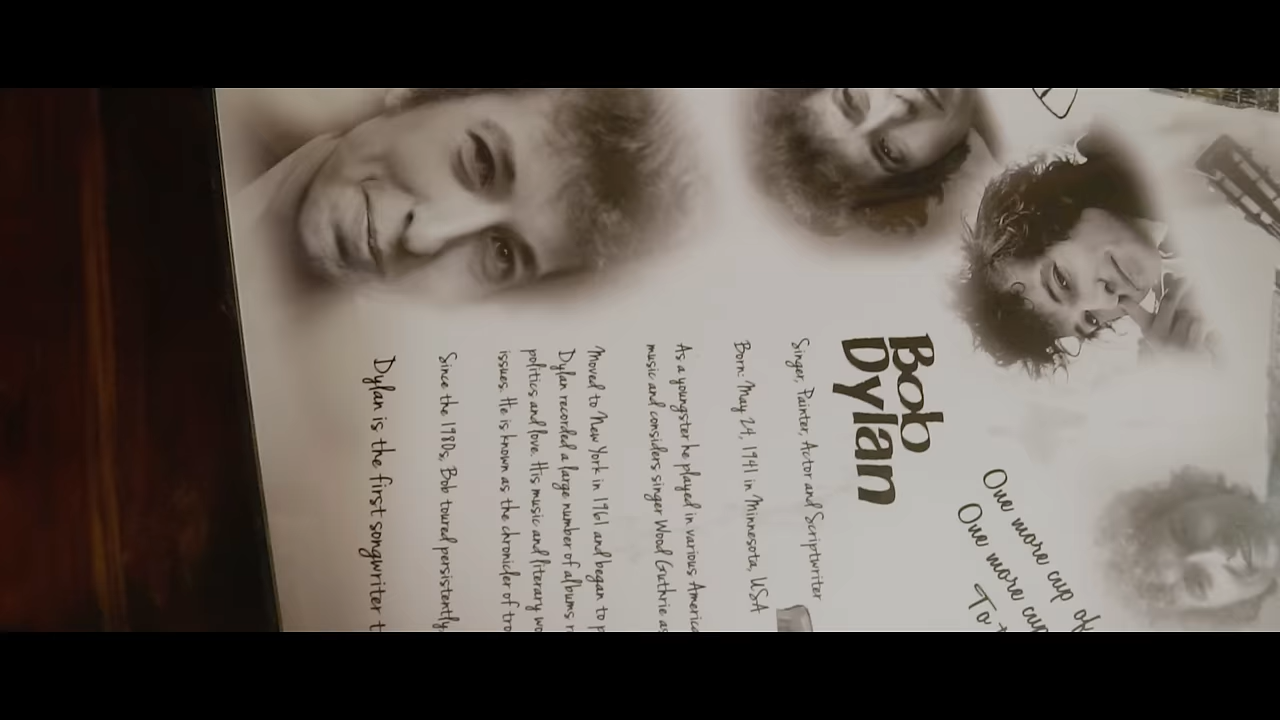 Bob
Dylan
Singer, Painter, Actor and Scriptwriter
Born: May 24, 1941 in Minnesota, USA
As a youngster he played in various America
music and considers singer Wood Guthrie as
Moved to New York in 1961 and began to p
Dylan recorded a large number of albums r
politics and love. His music and literary wo
issues. He is known as the chronicler of tro
Since the 1980s, Bob toured persistently
Dylan is the first songwriter t
One more cup of
One more cup
To t